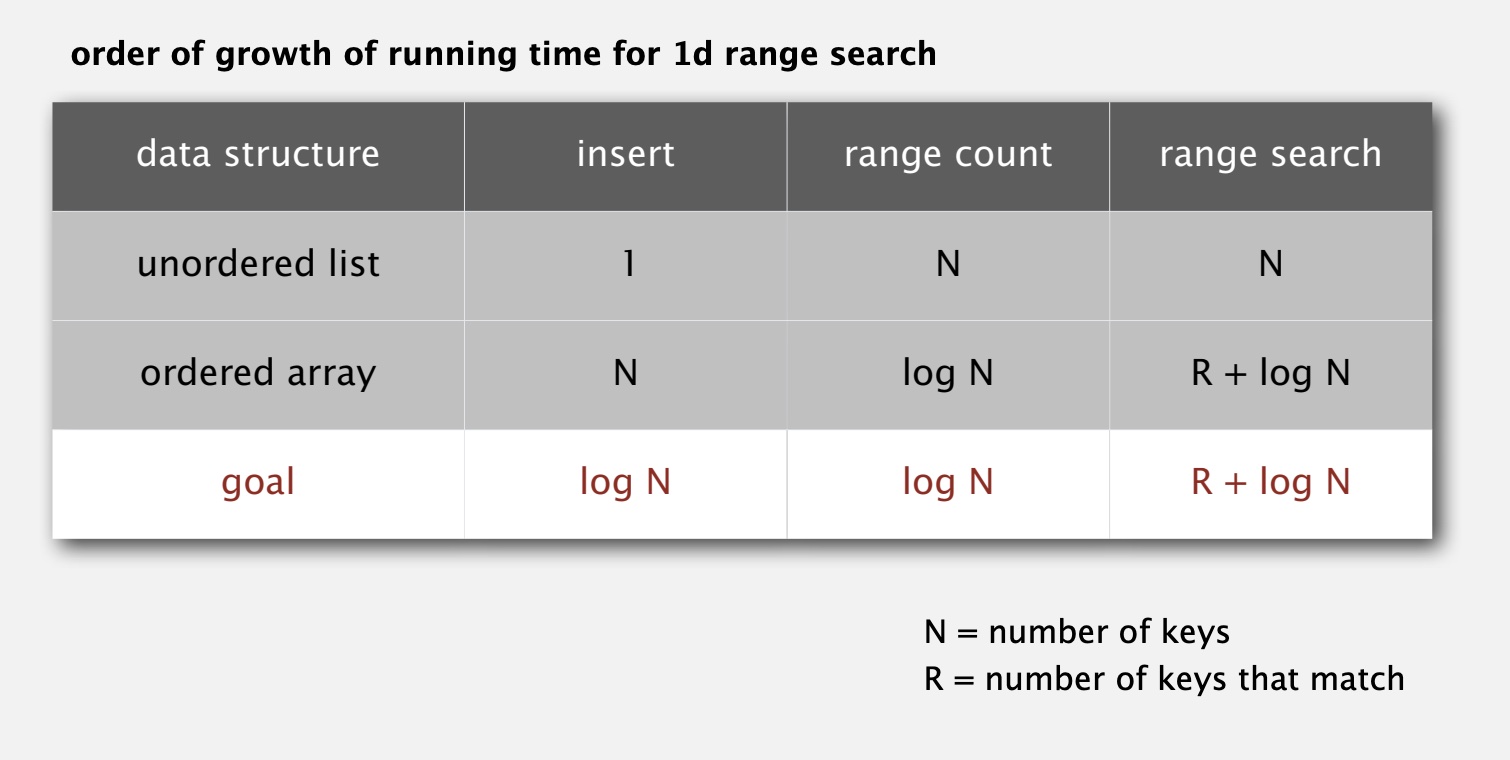 order of growth of running time for 1d range search
data structure insert range count range search
unordered list 1 N N
ordered array N log N R + log N
goal log N log N R + log N
N = number of keys
R = number of keys that match